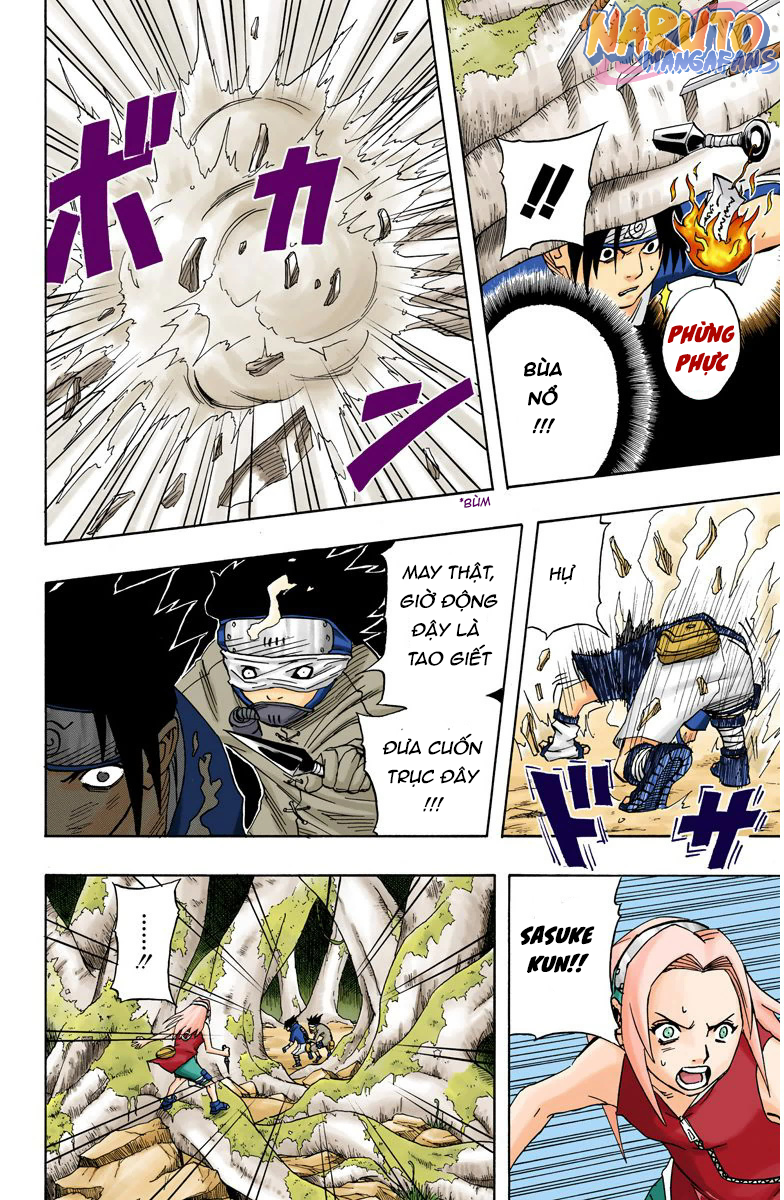 NARUTO
MANGAFANS
!!
PHỪNG
PHỰC
BÙA
NỔ
!!!
ボカン
*BÙM
HỰ
ドサ
MAY THẬT,
GIỜ ĐỘNG
ĐẬY LÀ
TAO GIẾT
ĐƯA CUỐN
TRỤC ĐÂY
!!!
SASUKE
KUN!!
......!!